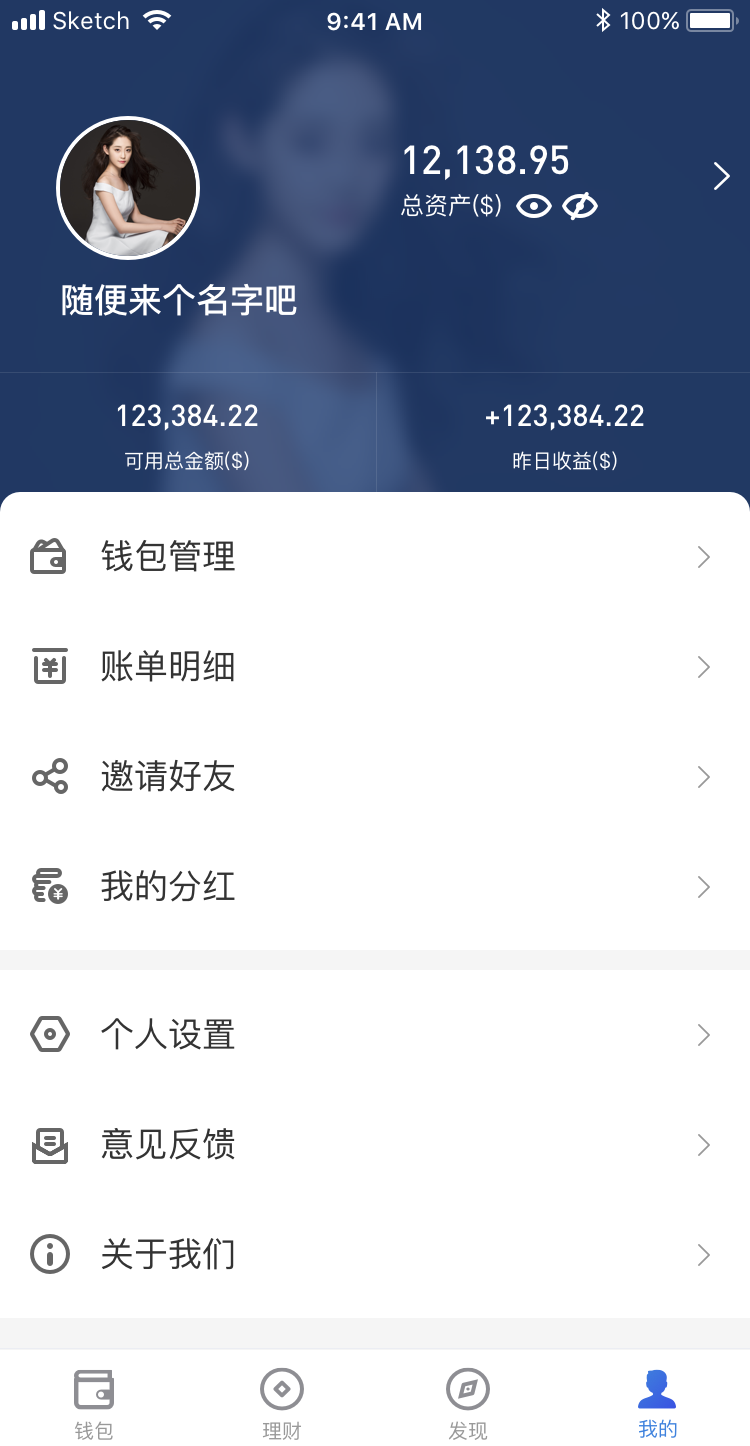 Sketch 9:41 AM 100%
12,138.95
总资产($)
随便来个名字吧
123,384.22 +123,384.22
可用总金额($) 昨日收益($)
钱包管理
账单明细
邀请好友
我的分红
个人设置
意见反馈
关于我们
钱包 理财 发现 我的